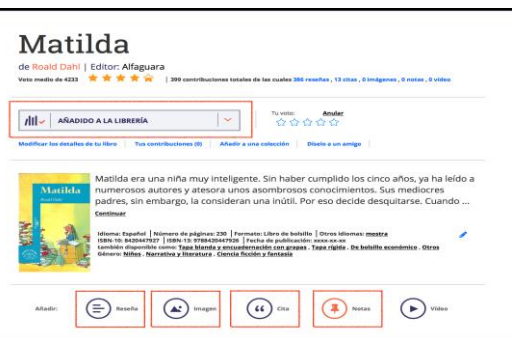 Matilda
de Roald Dahl | Editor: Alfaguara
Voto medio de 4233 | 399 contribuciones totales de las cuales 386 reseñas , 13 citas , 0 imágenes , 0 notas , 0 video
AÑADIDO A LA LIBRERÍA
Tu voto: Anular
Modificar los detalles de tu libro | Tus contribuciones (0) | Añadir a una colección | Díselo a un amigo
Matilda
Roald Dahl
Matilda era una niña muy inteligente. Sin haber cumplido los cinco años, ya ha leído a
numerosos autores y atesora unos asombrosos conocimientos. Sus mediocres
padres, sin embargo, la consideran una inútil. Por eso decide desquitarse. Cuando ...
Continuar
Idioma: Español | Número de páginas: 230 | Formato: Libro de bolsillo | Otros idiomas: mostra
ISBN-10: 8420447927 | ISBN-13: 9788420447926 | Fecha de publicación: xxxx-xx-xx
también disponible como: Tapa blanda y encuadernación con grapas , Tapa rígida , De bolsillo económico , Otros
Género: Niños , Narrativa y literatura , Ciencia ficción y fantasía
Añadir: Reseña Imagen Cita Notas Vídeo